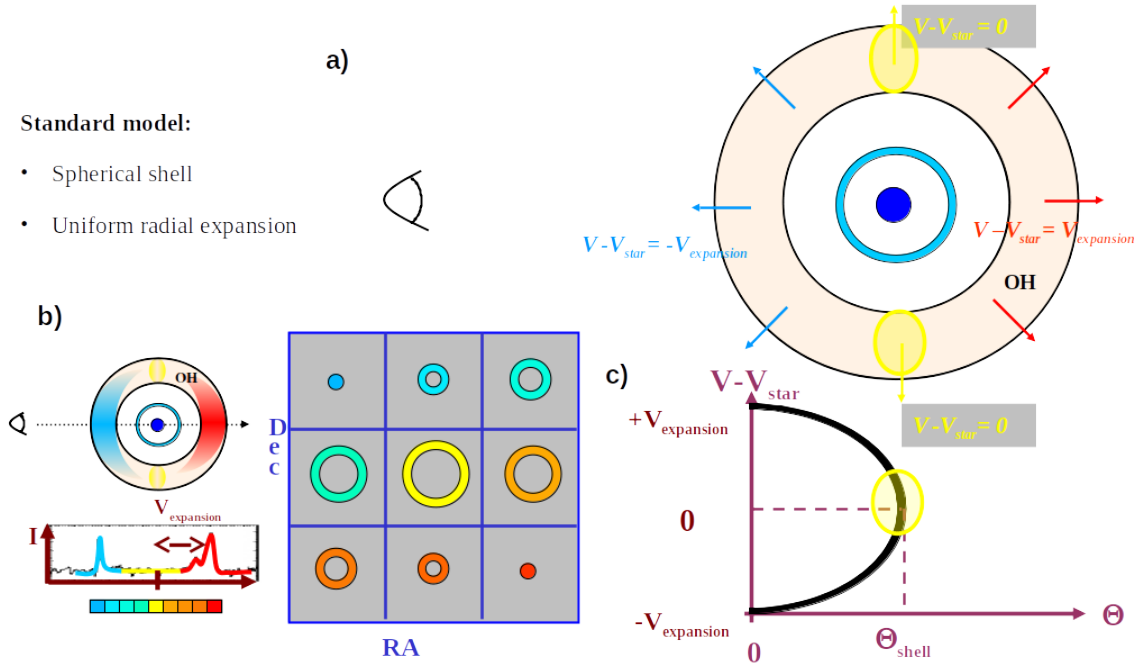 a)
V-Vstar= 0
Standard model:
• Spherical shell
• Uniform radial expansion
V-Vstar= -Vexpansion
V–Vstar= Vexpansion
OH
b)
OH
Vexpansion
I
Dec
RA
c)
V-Vstar
+Vexpansion
V-Vstar= 0
0
-Vexpansion
0
Θshell
Θ